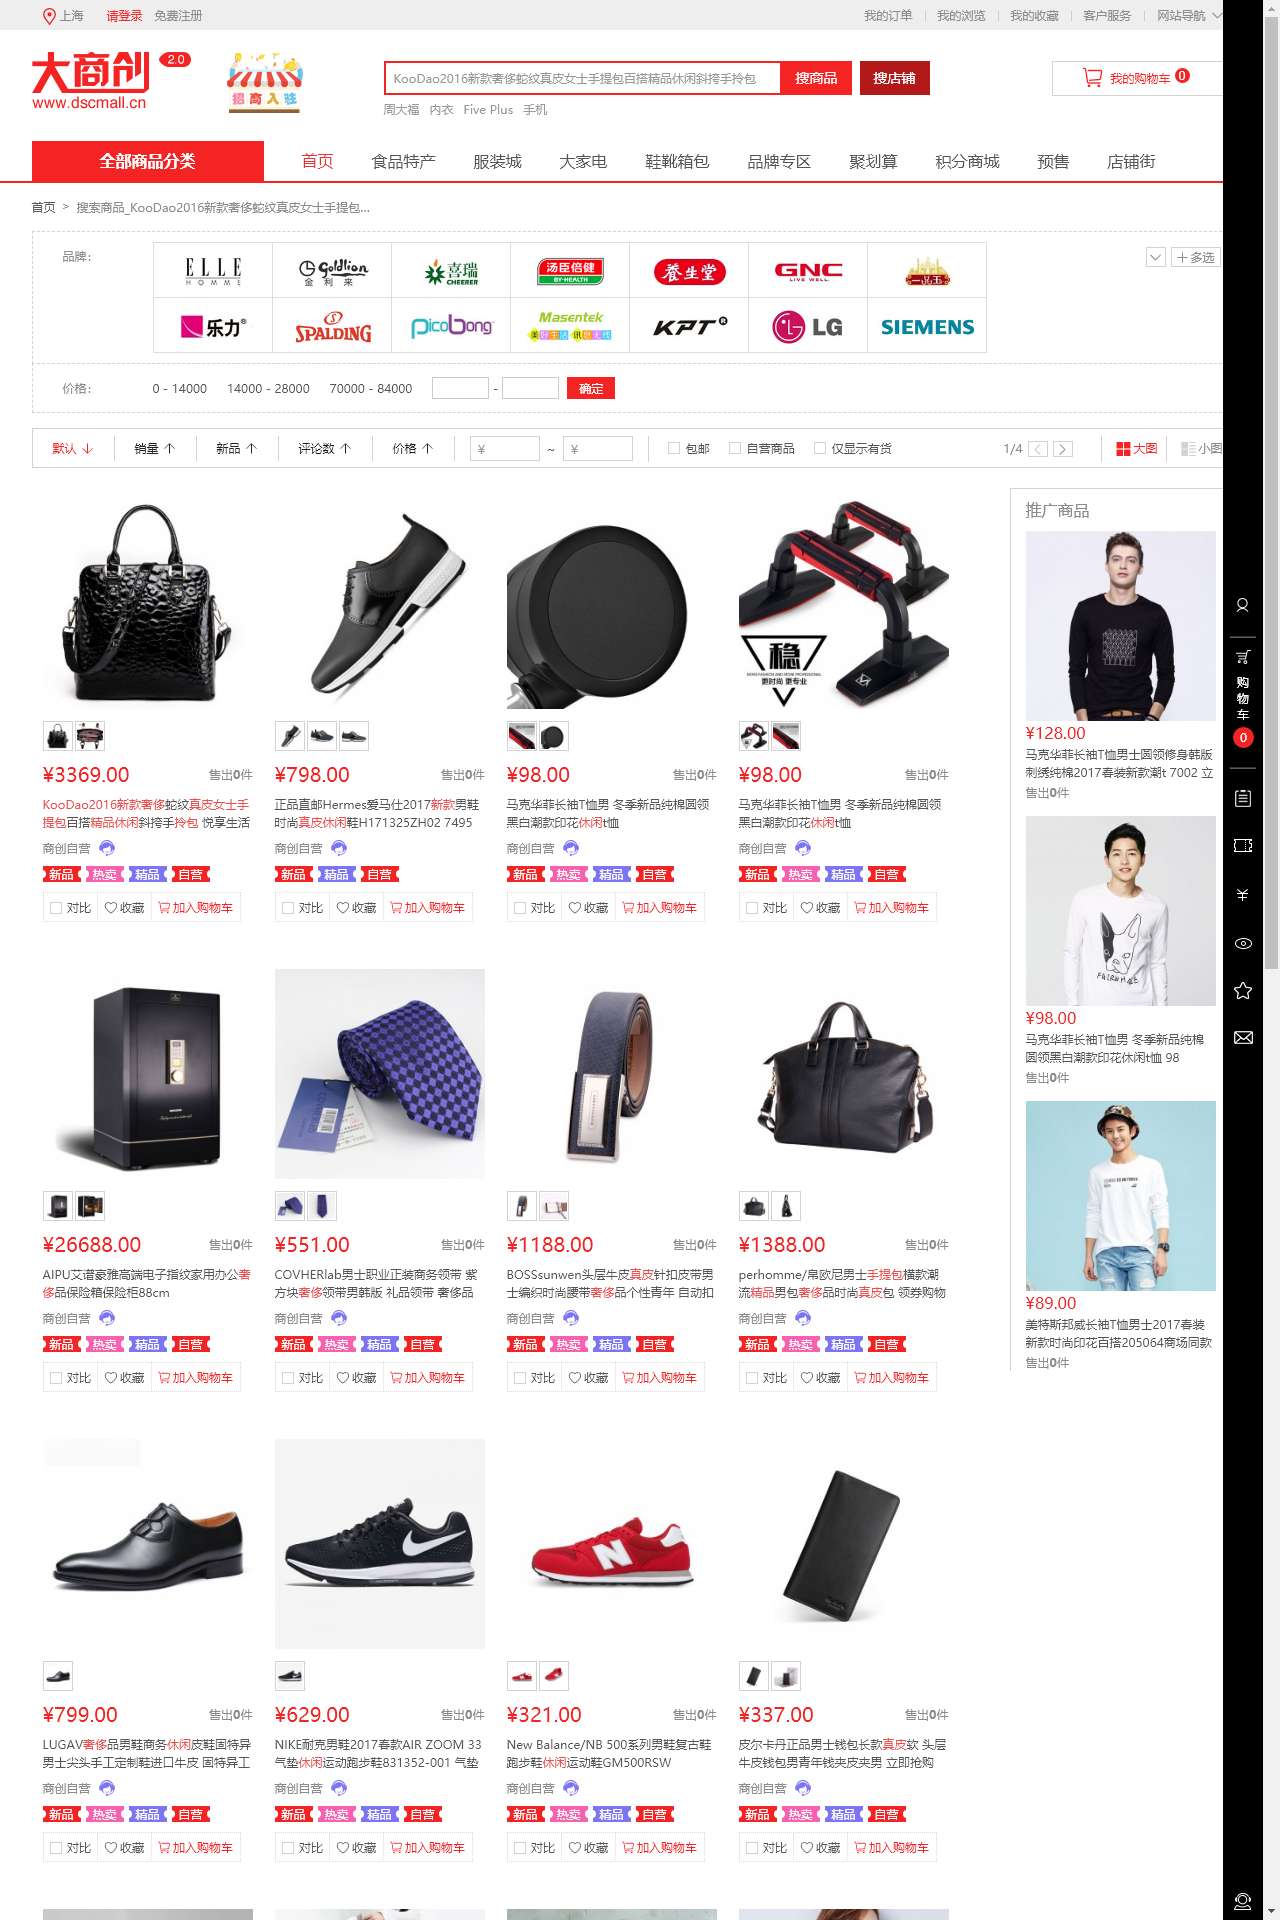 上海 请登录 免费注册 我的订单 我的浏览 我的收藏 客户服务 网站导航
大商创 2.0
www.dscmall.cn
招商入驻
KooDao2016新款奢侈蛇纹真皮女士手提包百搭精品休闲斜挎手拎包 搜商品 搜店铺
我的购物车 0
周大福 内衣 Five Plus 手机
全部商品分类 首页 食品特产 服装城 大家电 鞋靴箱包 品牌专区 聚划算 积分商城 预售 店铺街
首页 > 搜索商品_KooDao2016新款奢侈蛇纹真皮女士手提包...
品牌:
ELLE HOMME Goldlion 金利来 喜瑞 CHEERER 汤臣倍健 BY-HEALTH 养生堂 GNC LIVE WELL. 一品玉
多选
乐力 SPALDING PicoBong Masentek 美好生活 讯息无线 KPT LG SIEMENS
价格: 0 - 14000 14000 - 28000 70000 - 84000 - 确定
默认 销量 新品 评论数 价格 ¥ ~ ¥ 包邮 自营商品 仅显示有货 1/4 大图 小图
推广商品
稳
MORE FASHION AND MORE PROFESSIONAL
更时尚 更专业
¥3369.00 售出0件
KooDao2016新款奢侈蛇纹真皮女士手
提包百搭精品休闲斜挎手拎包 悦享生活
商创自营
新品 热卖 精品 自营
对比 收藏 加入购物车
¥798.00 售出0件
正品直邮Hermes爱马仕2017新款男鞋
时尚真皮休闲鞋H171325ZH02 7495
商创自营
新品 精品 自营
对比 收藏 加入购物车
¥98.00 售出0件
马克华菲长袖T恤男 冬季新品纯棉圆领
黑白潮款印花休闲t恤
商创自营
新品 热卖 精品 自营
对比 收藏 加入购物车
¥98.00 售出0件
马克华菲长袖T恤男 冬季新品纯棉圆领
黑白潮款印花休闲t恤
商创自营
新品 热卖 精品 自营
对比 收藏 加入购物车
¥128.00
马克华菲长袖T恤男士圆领修身韩版
刺绣纯棉2017春装新款潮t 7002 立
售出0件
¥98.00
马克华菲长袖T恤男 冬季新品纯棉
圆领黑白潮款印花休闲t恤 98
售出0件
¥89.00
美特斯邦威长袖T恤男士2017春装
新款时尚印花百搭205064商场同款
售出0件
购物车
0
¥26688.00 售出0件
AIPU艾谱豪雅高端电子指纹家用办公奢
侈品保险箱保险柜88cm
商创自营
新品 热卖 精品 自营
对比 收藏 加入购物车
¥551.00 售出0件
COVHERlab男士职业正装商务领带 紫
方块奢侈领带男韩版 礼品领带 奢侈品
商创自营
新品 热卖 精品 自营
对比 收藏 加入购物车
¥1188.00 售出0件
BOSSsunwen头层牛皮真皮针扣皮带男
士编织时尚腰带奢侈品个性青年 自动扣
商创自营
新品 热卖 精品 自营
对比 收藏 加入购物车
¥1388.00 售出0件
perhomme/帛欧尼男士手提包横款潮
流精品男包奢侈品时尚真皮包 领券购物
商创自营
新品 热卖 精品 自营
对比 收藏 加入购物车
¥799.00 售出0件
LUGAV奢侈品男鞋商务休闲皮鞋固特异
男士尖头手工定制鞋进口牛皮 固特异工
商创自营
新品 热卖 精品 自营
对比 收藏 加入购物车
¥629.00 售出0件
NIKE耐克男鞋2017春款AIR ZOOM 33
气垫休闲运动跑步鞋831352-001 气垫
商创自营
新品 热卖 精品 自营
对比 收藏 加入购物车
¥321.00 售出0件
New Balance/NB 500系列男鞋复古鞋
跑步鞋休闲运动鞋GM500RSW
商创自营
新品 热卖 精品 自营
对比 收藏 加入购物车
¥337.00 售出0件
皮尔卡丹正品男士钱包长款真皮软 头层
牛皮钱包男青年钱夹皮夹男 立即抢购
商创自营
新品 热卖 精品 自营
对比 收藏 加入购物车